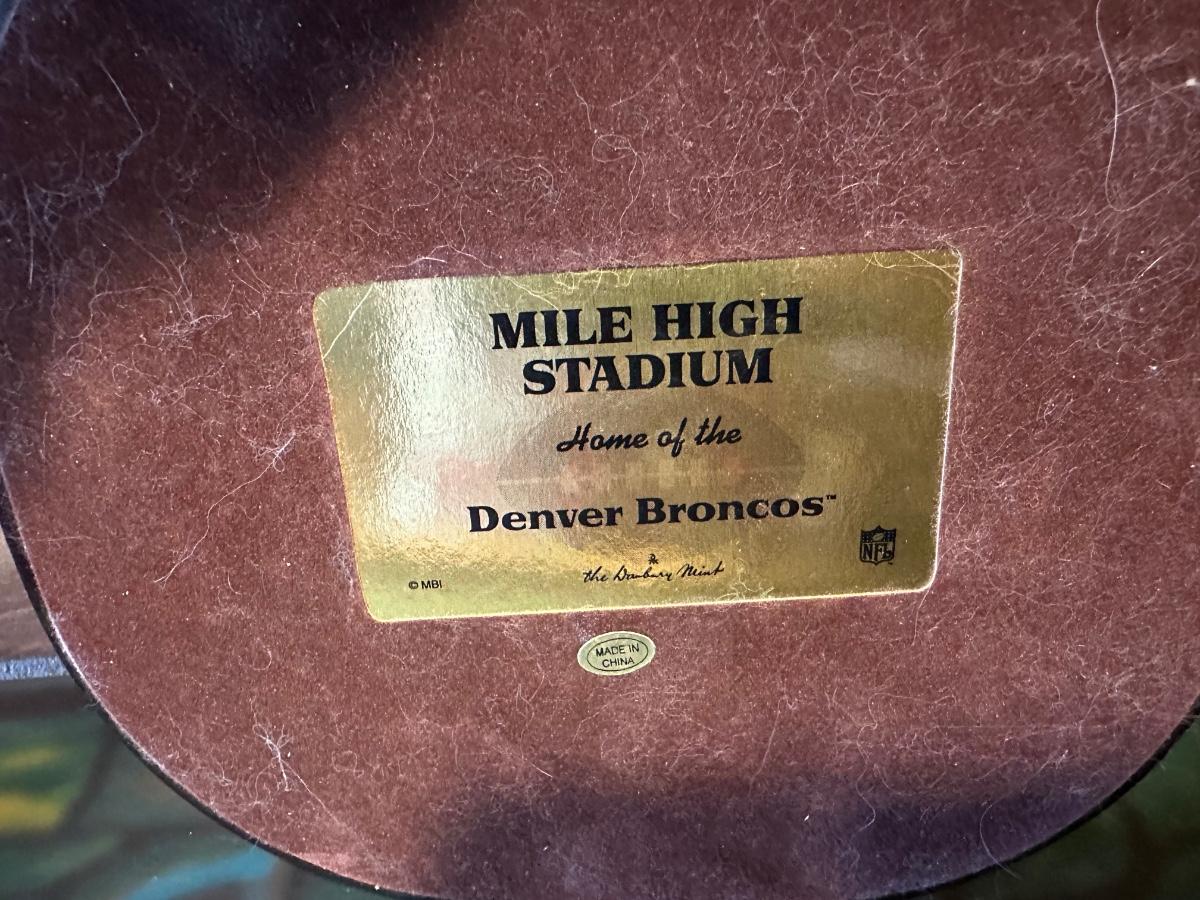 MILE HIGH
STADIUM
Home of the
Denver Broncos™
the Danbury Mint
© MBI
NFL
MADE IN
CHINA